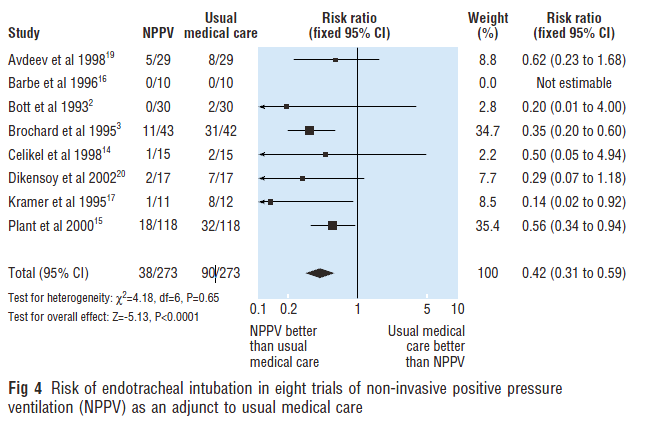 Study NPPV Usual medical care Risk ratio (fixed 95% CI) Weight (%) Risk ratio (fixed 95% CI)
Avdeev et al 1998¹⁹ 5/29 8/29 8.8 0.62 (0.23 to 1.68)
Barbe et al 1996¹⁶ 0/10 0/10 0.0 Not estimable
Bott et al 1993² 0/30 2/30 2.8 0.20 (0.01 to 4.00)
Brochard et al 1995³ 11/43 31/42 34.7 0.35 (0.20 to 0.60)
Celikel et al 1998¹⁴ 1/15 2/15 2.2 0.50 (0.05 to 4.94)
Dikensoy et al 2002²⁰ 2/17 7/17 7.7 0.29 (0.07 to 1.18)
Kramer et al 1995¹⁷ 1/11 8/12 8.5 0.14 (0.02 to 0.92)
Plant et al 2000¹⁵ 18/118 32/118 35.4 0.56 (0.34 to 0.94)
Total (95% CI) 38/273 90/273 100 0.42 (0.31 to 0.59)
Test for heterogeneity: χ²=4.18, df=6, P=0.65
Test for overall effect: Z=-5.13, P<0.0001
0.1 0.2 1 5 10
NPPV better
than usual
medical care
Usual medical
care better
than NPPV
Fig 4 Risk of endotracheal intubation in eight trials of non-invasive positive pressure
ventilation (NPPV) as an adjunct to usual medical care